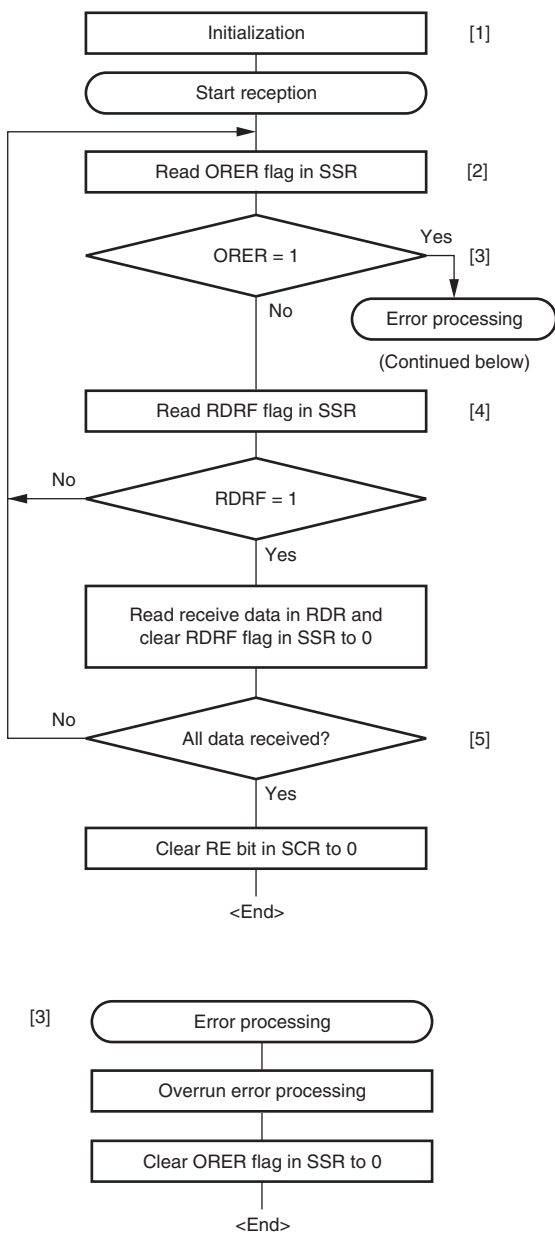 Initialization [1]
Start reception
Read ORER flag in SSR [2]
ORER = 1
Yes
[3]
No
Error processing
(Continued below)
Read RDRF flag in SSR [4]
No
RDRF = 1
Yes
Read receive data in RDR and
clear RDRF flag in SSR to 0
No
All data received? [5]
Yes
Clear RE bit in SCR to 0
<End>
[3] Error processing
Overrun error processing
Clear ORER flag in SSR to 0
<End>